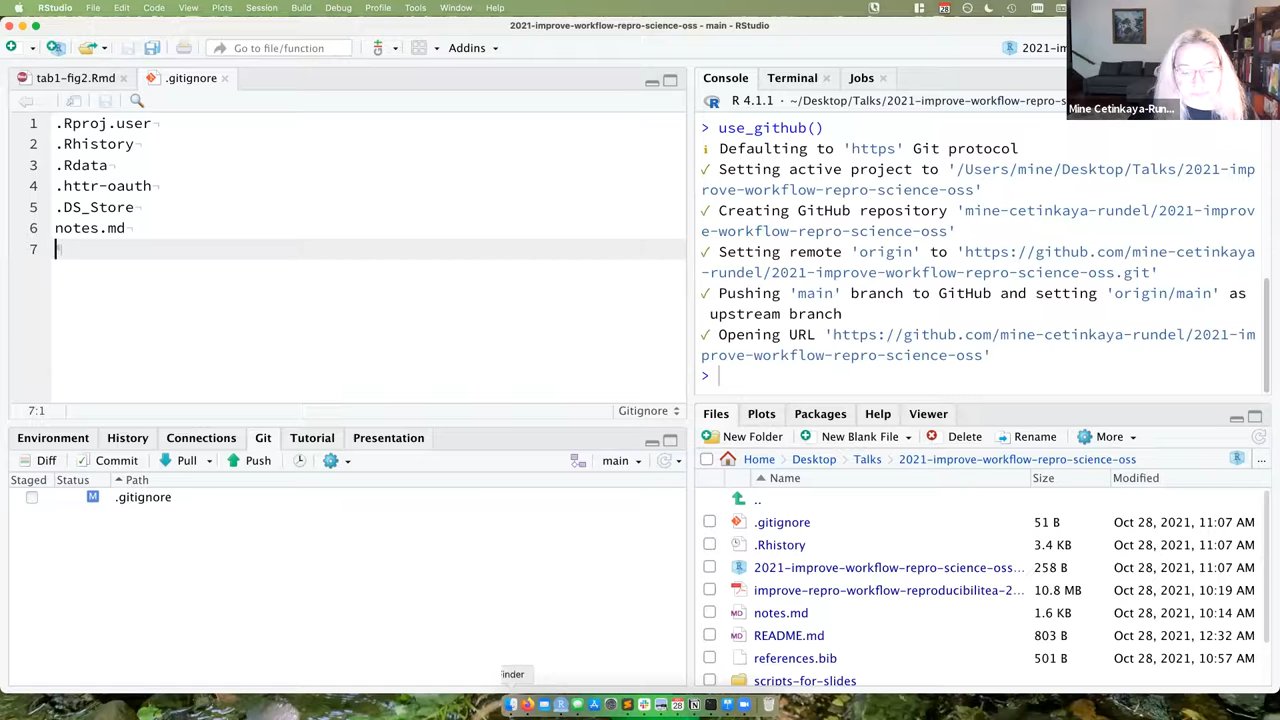 RStudio File Edit Code View Plots Session Build Debug Profile Tools Window Help
28
2021-improve-workflow-repro-science-oss - main - RStudio
Go to file/function
Addins
2021-im
tab1-fig2.Rmd
.gitignore
1 .Rproj.user
2 .Rhistory
3 .Rdata
4 .httr-oauth
5 .DS_Store
6 notes.md
7
7:1
Gitignore
Environment History Connections Git Tutorial Presentation
Diff Commit Pull Push main
Staged Status Path
M .gitignore
Finder
Console Terminal Jobs
R 4.1.1 · ~/Desktop/Talks/2021-improve-workflow-repro-s
> use_github()
i Defaulting to 'https' Git protocol
✓ Setting active project to '/Users/mine/Desktop/Talks/2021-imp
rove-workflow-repro-science-oss'
✓ Creating GitHub repository 'mine-cetinkaya-rundel/2021-improv
e-workflow-repro-science-oss'
✓ Setting remote 'origin' to 'https://github.com/mine-cetinkaya
-rundel/2021-improve-workflow-repro-science-oss.git'
✓ Pushing 'main' branch to GitHub and setting 'origin/main' as
upstream branch
✓ Opening URL 'https://github.com/mine-cetinkaya-rundel/2021-im
prove-workflow-repro-science-oss'
>
Files Plots Packages Help Viewer
New Folder New Blank File Delete Rename More
Home Desktop Talks 2021-improve-workflow-repro-science-oss ...
Name Size Modified
..
.gitignore 51 B Oct 28, 2021, 11:07 AM
.Rhistory 3.4 KB Oct 28, 2021, 11:07 AM
2021-improve-workflow-repro-science-oss... 258 B Oct 28, 2021, 11:07 AM
improve-repro-workflow-reproducibilitea-2... 10.8 MB Oct 28, 2021, 10:19 AM
notes.md 1.6 KB Oct 28, 2021, 10:14 AM
README.md 803 B Oct 28, 2021, 12:32 AM
references.bib 501 B Oct 28, 2021, 10:57 AM
scripts-for-slides
Mine Cetinkaya-Run...
28